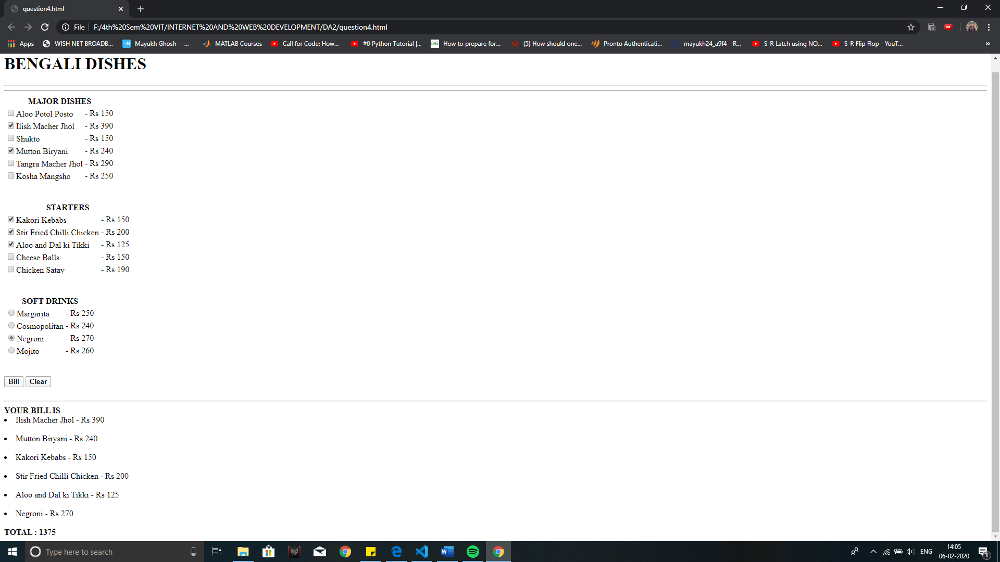 question4.html
File F:/4th%20Sem%20VIT/INTERNET%20AND%20WEB%20DEVELOPMENT/DA2/question4.html
Apps WISH NET BROADB... Mayukh Ghosh —... MATLAB Courses Call for Code: How... #0 Python Tutorial |... How to prepare for... (5) How should one... Pronto Authenticati... mayukh24_a9f4 - R... S-R Latch using NO... S-R Flip Flop - YouT... »
BENGALI DISHES
MAJOR DISHES
Aloo Potol Posto - Rs 150
Ilish Macher Jhol - Rs 390
Shukto - Rs 150
Mutton Biryani - Rs 240
Tangra Macher Jhol - Rs 290
Kosha Mangsho - Rs 250
STARTERS
Kakori Kebabs - Rs 150
Stir Fried Chilli Chicken - Rs 200
Aloo and Dal ki Tikki - Rs 125
Cheese Balls - Rs 150
Chicken Satay - Rs 190
SOFT DRINKS
Margarita - Rs 250
Cosmopolitan - Rs 240
Negroni - Rs 270
Mojito - Rs 260
Bill Clear
YOUR BILL IS
• Ilish Macher Jhol - Rs 390
• Mutton Biryani - Rs 240
• Kakori Kebabs - Rs 150
• Stir Fried Chilli Chicken - Rs 200
• Aloo and Dal ki Tikki - Rs 125
• Negroni - Rs 270
TOTAL : 1375
Type here to search
ENG
14:05
06-02-2020
1